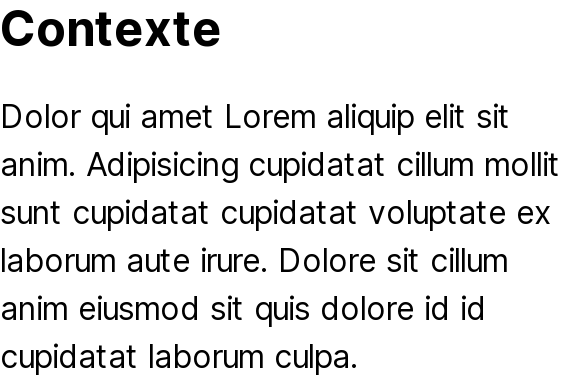 Contexte
Dolor qui amet Lorem aliquip elit sit
anim. Adipisicing cupidatat cillum mollit
sunt cupidatat cupidatat voluptate ex
laborum aute irure. Dolore sit cillum
anim eiusmod sit quis dolore id id
cupidatat laborum culpa.